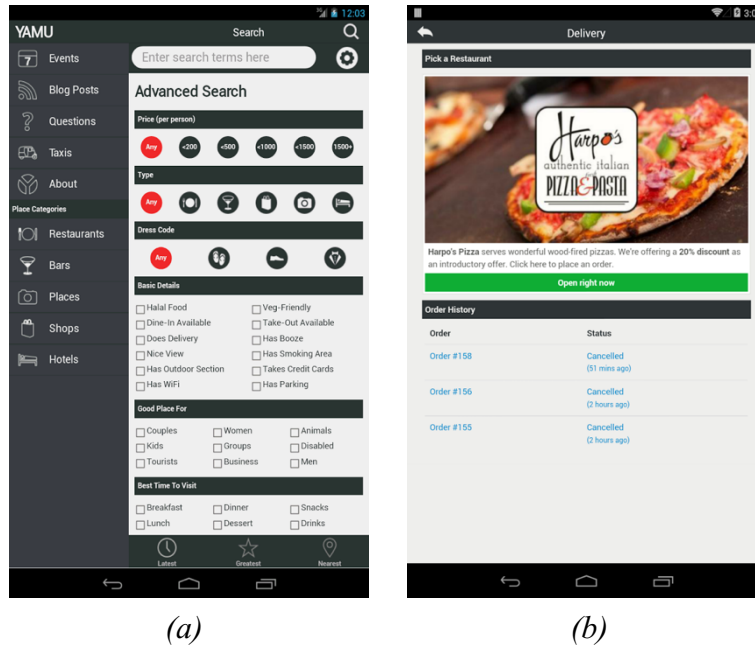 12:03
YAMU
Search
7
Events
Blog Posts
Questions
Taxis
About
Place Categories
Restaurants
Bars
Places
Shops
Hotels
Enter search terms here
Advanced Search
Price (per person)
Any <200 <500 <1000 <1500 1500+
Type
Any
Dress Code
Any
Basic Details
Halal Food Veg-Friendly
Dine-In Available Take-Out Available
Does Delivery Has Booze
Nice View Has Smoking Area
Has Outdoor Section Takes Credit Cards
Has WiFi Has Parking
Good Place For
Couples Women Animals
Kids Groups Disabled
Tourists Business Men
Best Time To Visit
Breakfast Dinner Snacks
Lunch Dessert Drinks
Latest Greatest Nearest
(a)
3:0
Delivery
Pick a Restaurant
Harpo's
authentic italian
PIZZA & PASTA
Harpo's Pizza serves wonderful wood-fired pizzas. We're offering a 20% discount as
an introductory offer. Click here to place an order.
Open right now
Order History
Order Status
Order #158 Cancelled
(51 mins ago)
Order #156 Cancelled
(2 hours ago)
Order #155 Cancelled
(2 hours ago)
(b)